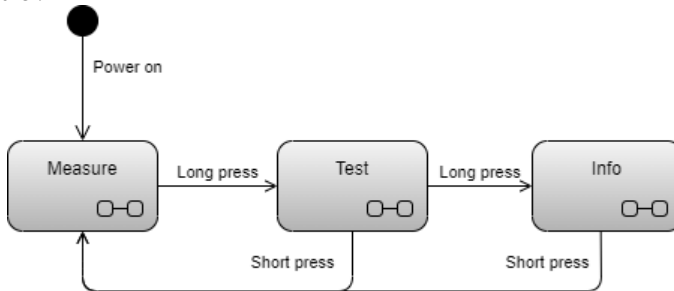 Power on
Measure
Long press
Test
Long press
Info
Short press
Short press